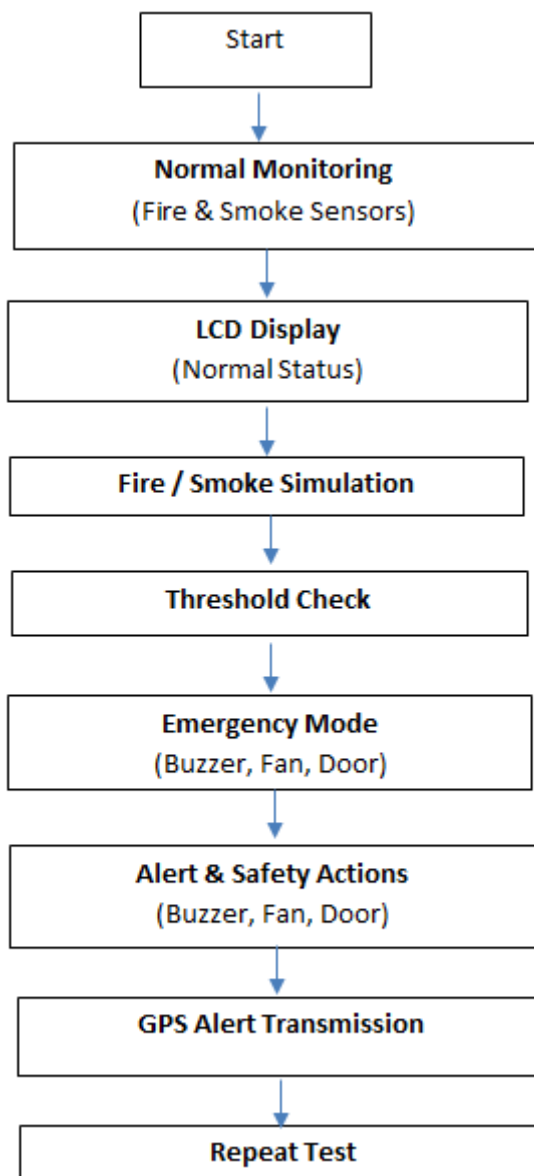 Start
Normal Monitoring
(Fire & Smoke Sensors)
LCD Display
(Normal Status)
Fire / Smoke Simulation
Threshold Check
Emergency Mode
(Buzzer, Fan, Door)
Alert & Safety Actions
(Buzzer, Fan, Door)
GPS Alert Transmission
Repeat Test